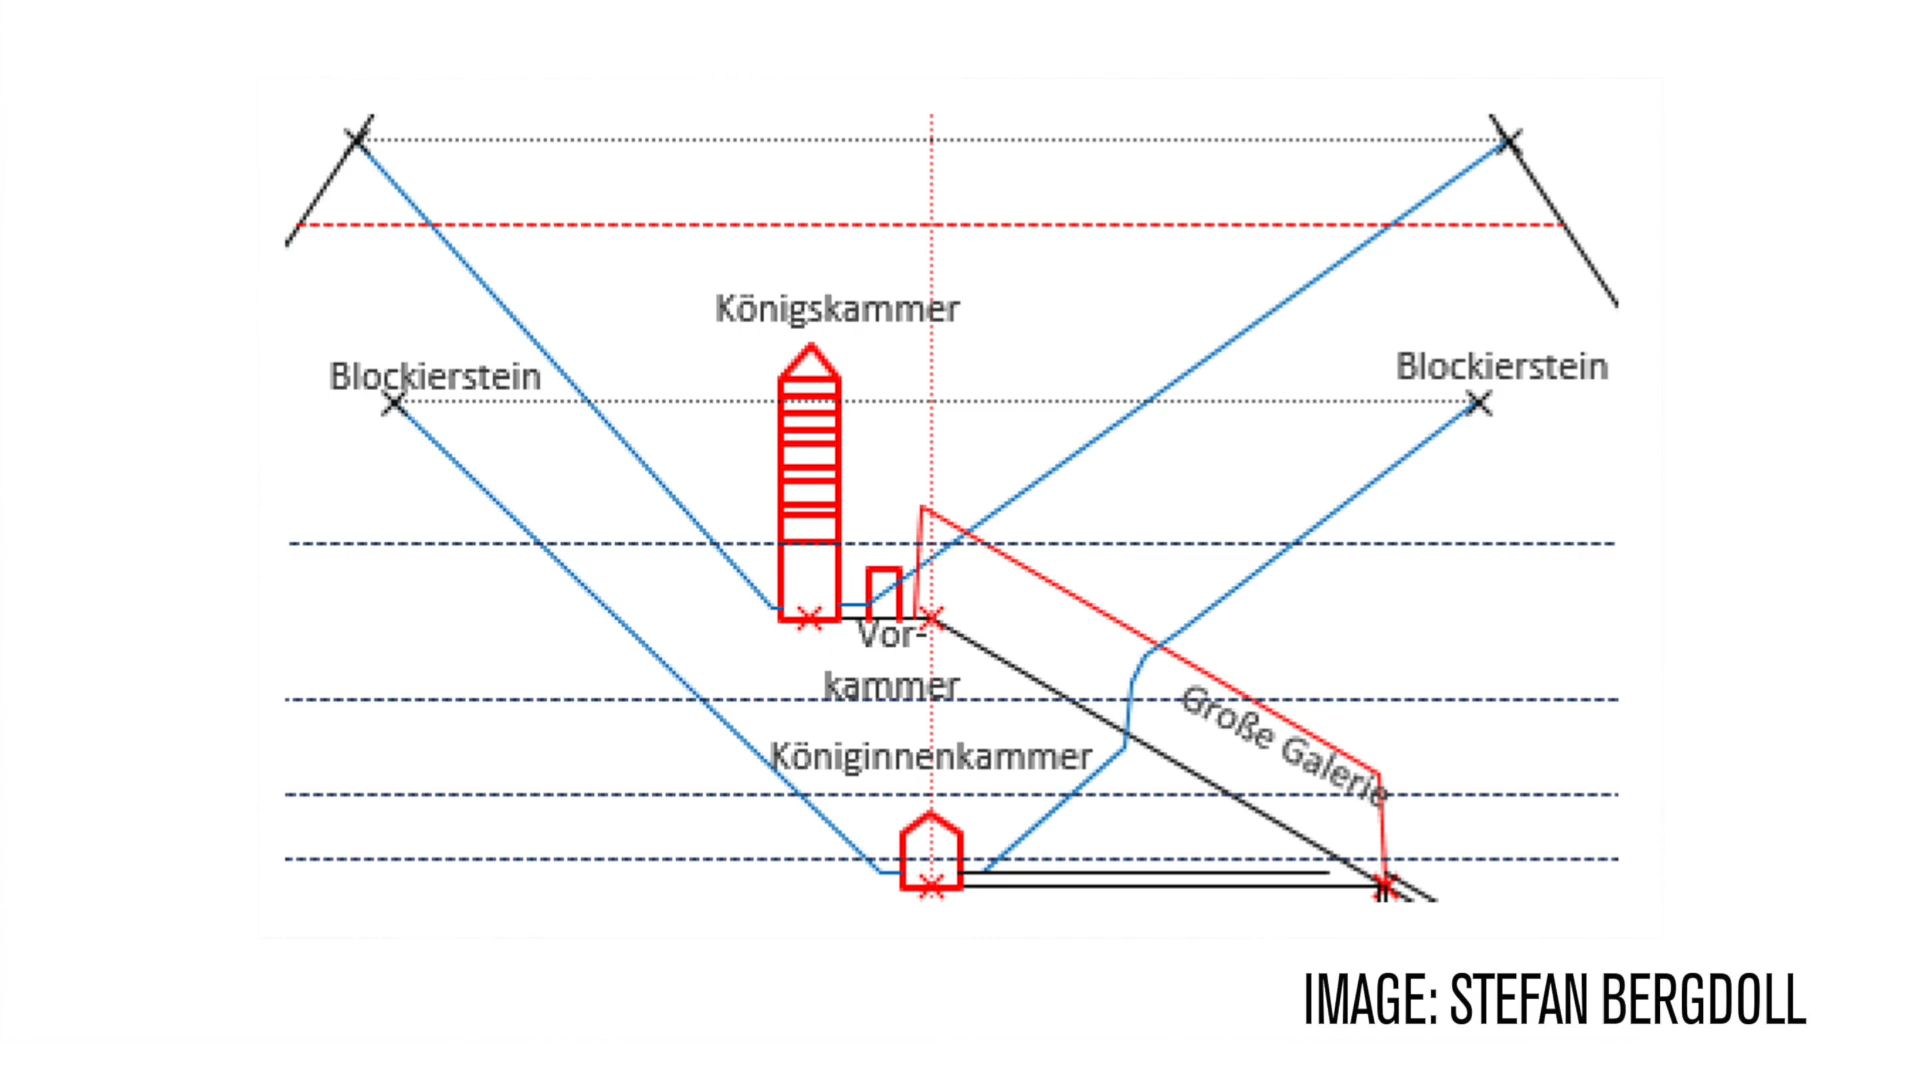 Königskammer
Blockierstein
Blockierstein
Vor-
kammer
Große Galerie
Königinnenkammer
IMAGE: STEFAN BERGDOLL